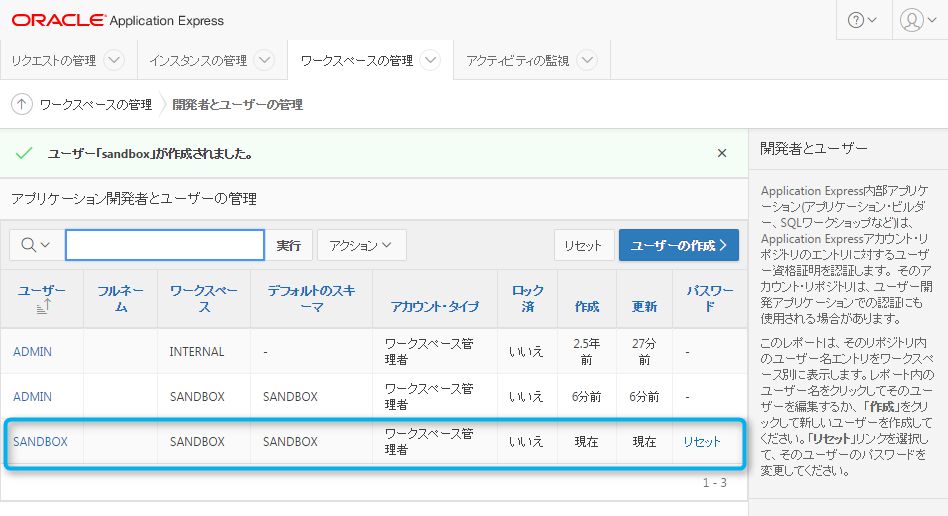 ORACLE Application Express
リクエストの管理 インスタンスの管理 ワークスペースの管理 アクティビティの監視
ワークスペースの管理 開発者とユーザーの管理
ユーザー「sandbox」が作成されました。
アプリケーション開発者とユーザーの管理
実行 アクション リセット ユーザーの作成
ユーザー フルネーム ワークスペース デフォルトのスキーマ アカウント・タイプ ロック済 作成 更新 パスワード
ADMIN INTERNAL - ワークスペース管理者 いいえ 2.5年前 27分前 -
ADMIN SANDBOX SANDBOX ワークスペース管理者 いいえ 6分前 6分前 -
SANDBOX SANDBOX SANDBOX ワークスペース管理者 いいえ 現在 現在 リセット
1 - 3
開発者とユーザー
Application Express内部アプリケ
ーション(アプリケーション・ビルダ
ー、SQLワークショップなど)は、
Application Expressアカウント・リ
ポジトリのエントリに対するユーザ
ー資格証明を認証します。そのア
カウント・リポジトリは、ユーザー開
発アプリケーションでの認証にも
使用される場合があります。
このレポートは、そのリポジトリ内
のユーザー名エントリをワークスペ
ース別に表示します。レポート内の
ユーザー名をクリックしてそのユー
ザーを編集するか、「作成」をクリ
ックして新しいユーザーを作成して
ください。「リセット」リンクを選択し
て、そのユーザーのパスワードを
変更してください。